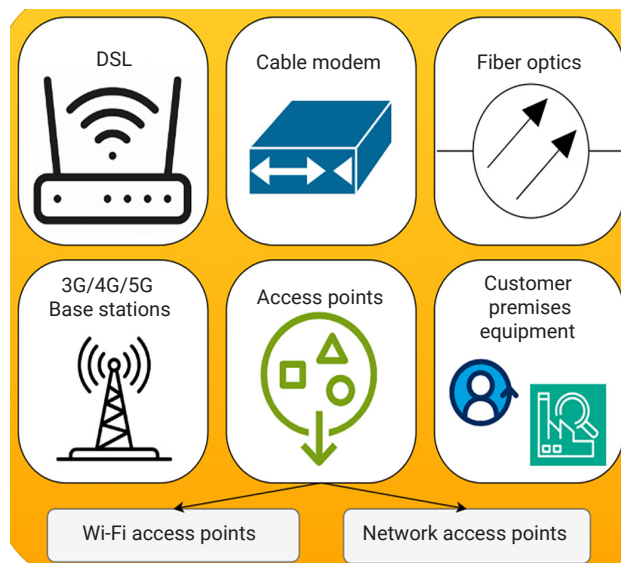 DSL
Cable modem
Fiber optics
3G/4G/5G
Base stations
Access points
Customer
premises
equipment
Wi-Fi access points
Network access points